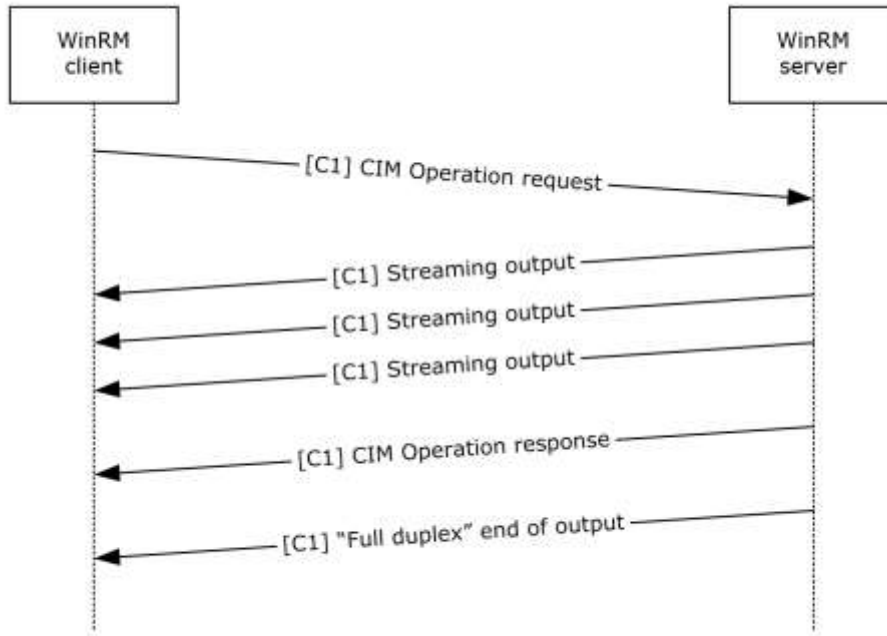 WinRM
client
WinRM
server
[C1] CIM Operation request
[C1] Streaming output
[C1] Streaming output
[C1] Streaming output
[C1] CIM Operation response
[C1] “Full duplex” end of output